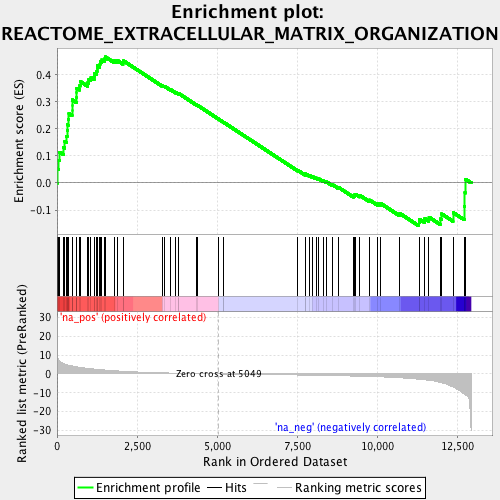 Enrichment plot:
REACTOME_EXTRACELLULAR_MATRIX_ORGANIZATION
Enrichment score (ES)
0.4
0.3
0.2
0.1
0.0
-0.1
Ranked list metric (PreRanked)
30
20
10
0
-10
-20
-30
'na_pos' (positively correlated)
Zero cross at 5049
'na_neg' (negatively correlated)
0
2,500
5,000
7,500
10,000
12,500
Rank in Ordered Dataset
Enrichment profile
Hits
Ranking metric scores